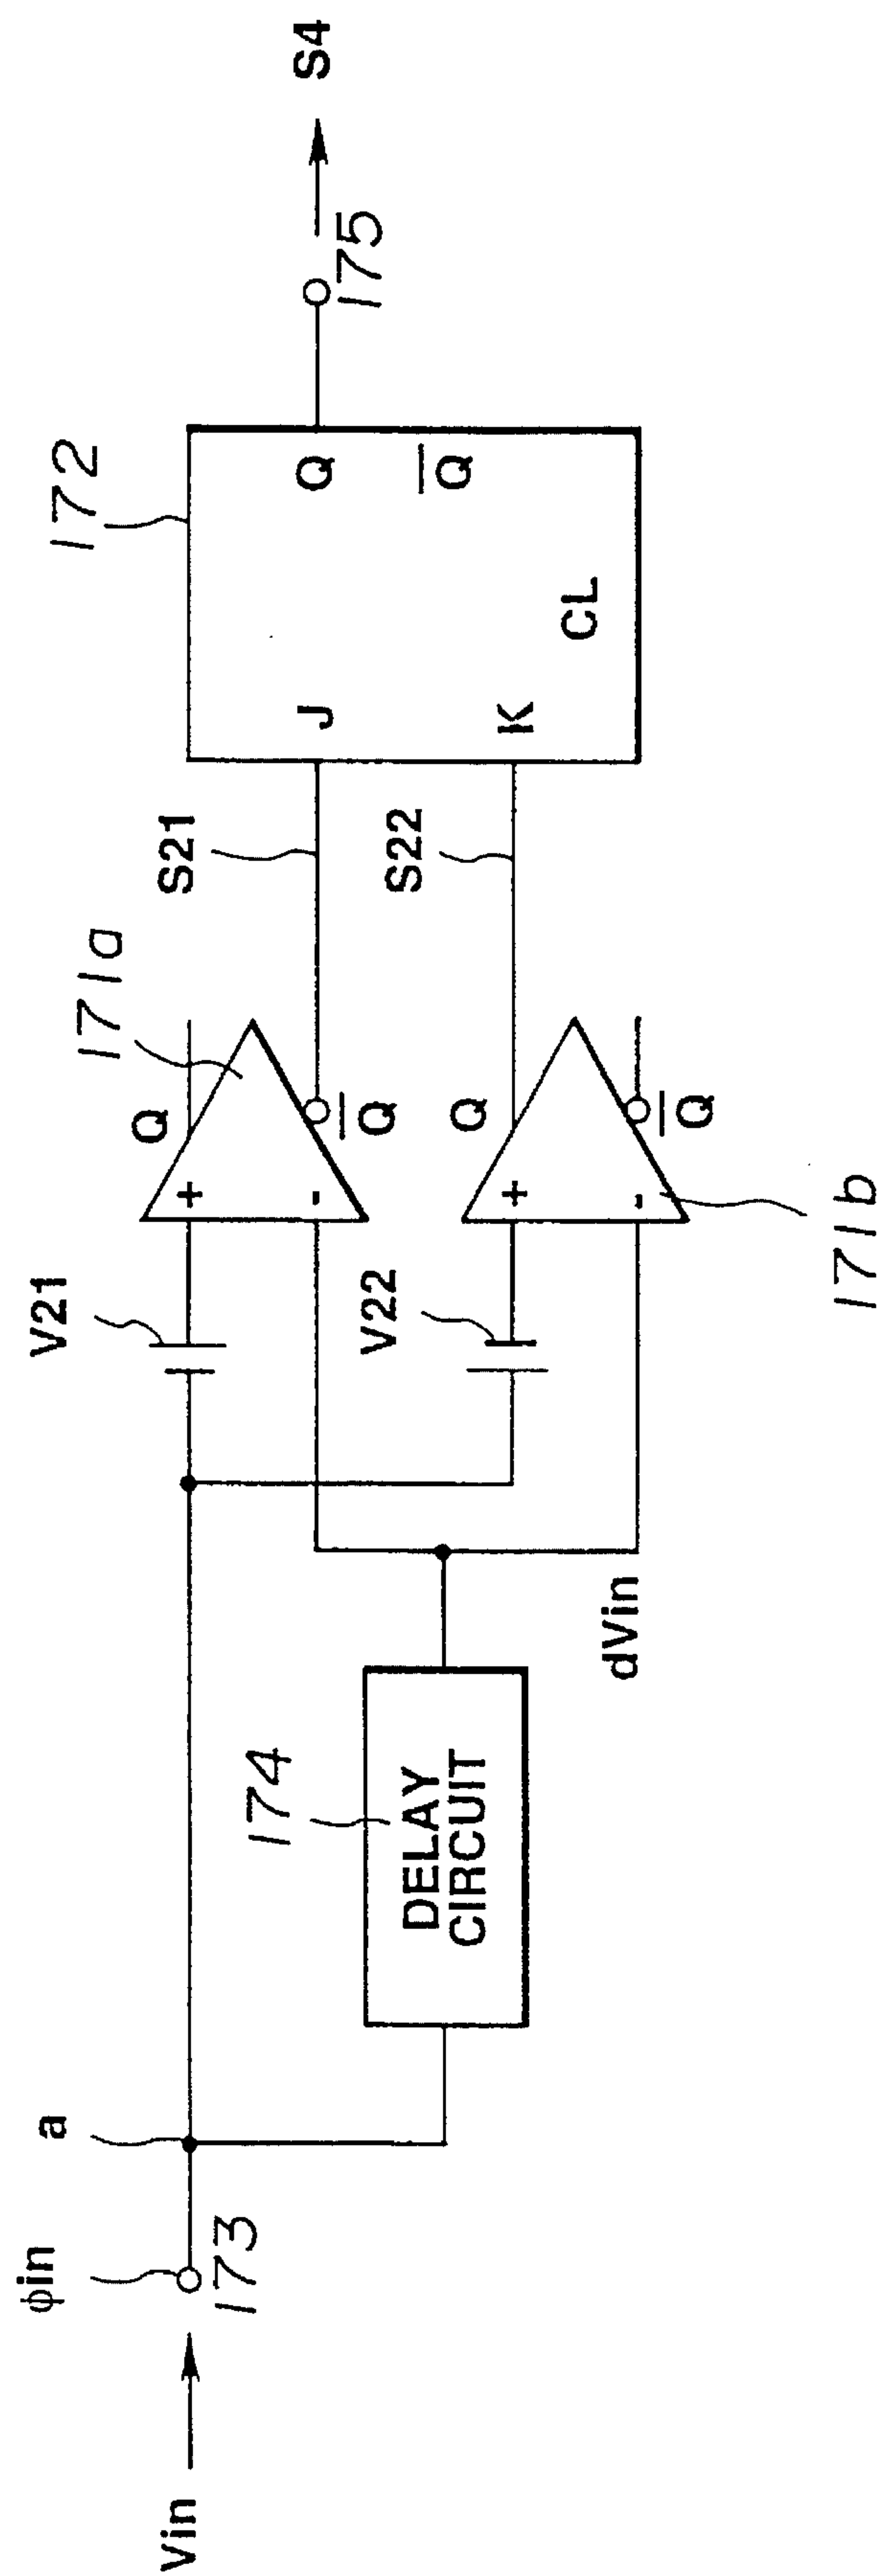 Vin
ϕin
173
a
174
DELAY
CIRCUIT
dVin
V21
V22
+
-
Q
Q
171a
+
-
Q
Q
171b
S21
S22
172
J
K
CL
Q
Q
175
S4